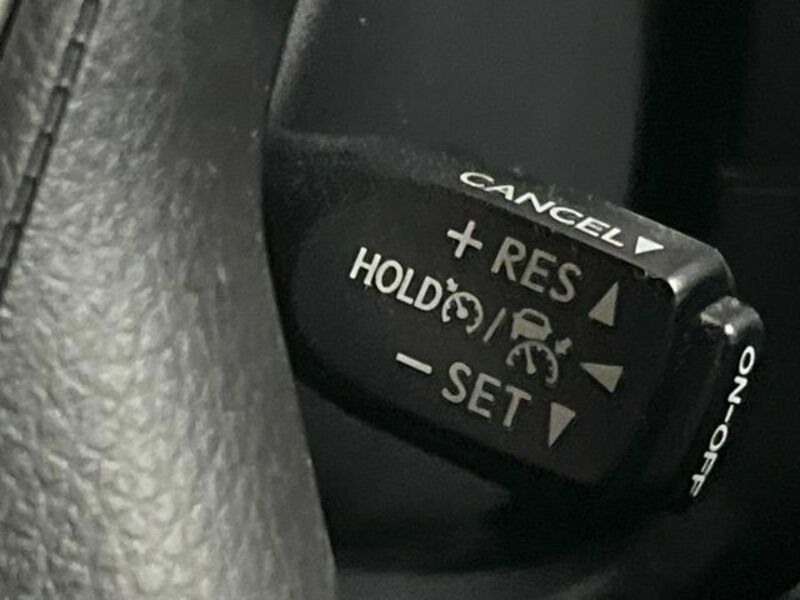 CANCEL
+ RES
HOLD /
- SET
ON-OFF